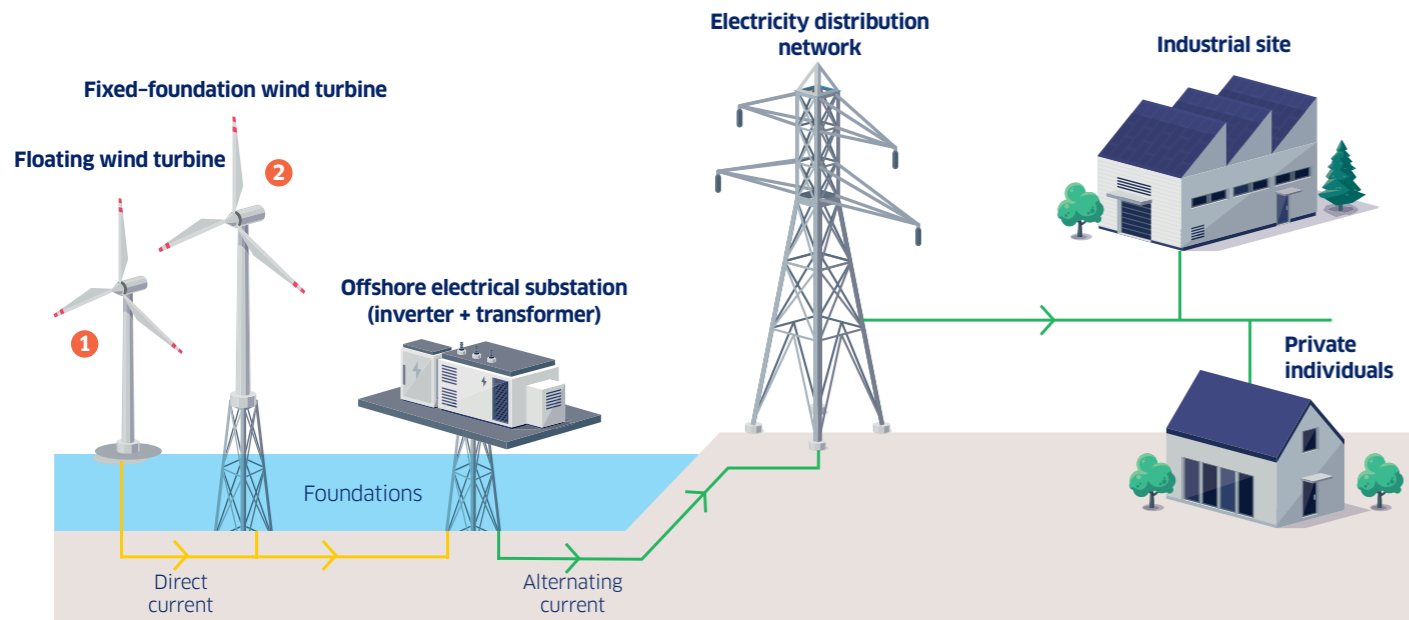 Electricity distribution
network
Industrial site
Fixed-foundation wind turbine
Floating wind turbine
2
Offshore electrical substation
(inverter + transformer)
1
Private
individuals
Foundations
Direct
current
Alternating
current